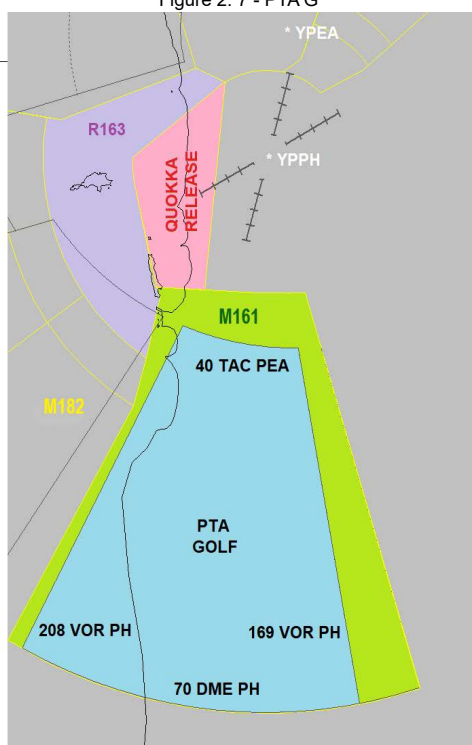 Figure 2. 7 - PTA G
* YPEA
R163
* YPPH
QUOKKA
RELEASE
M161
40 TAC PEA
M182
PTA
GOLF
208 VOR PH
169 VOR PH
70 DME PH